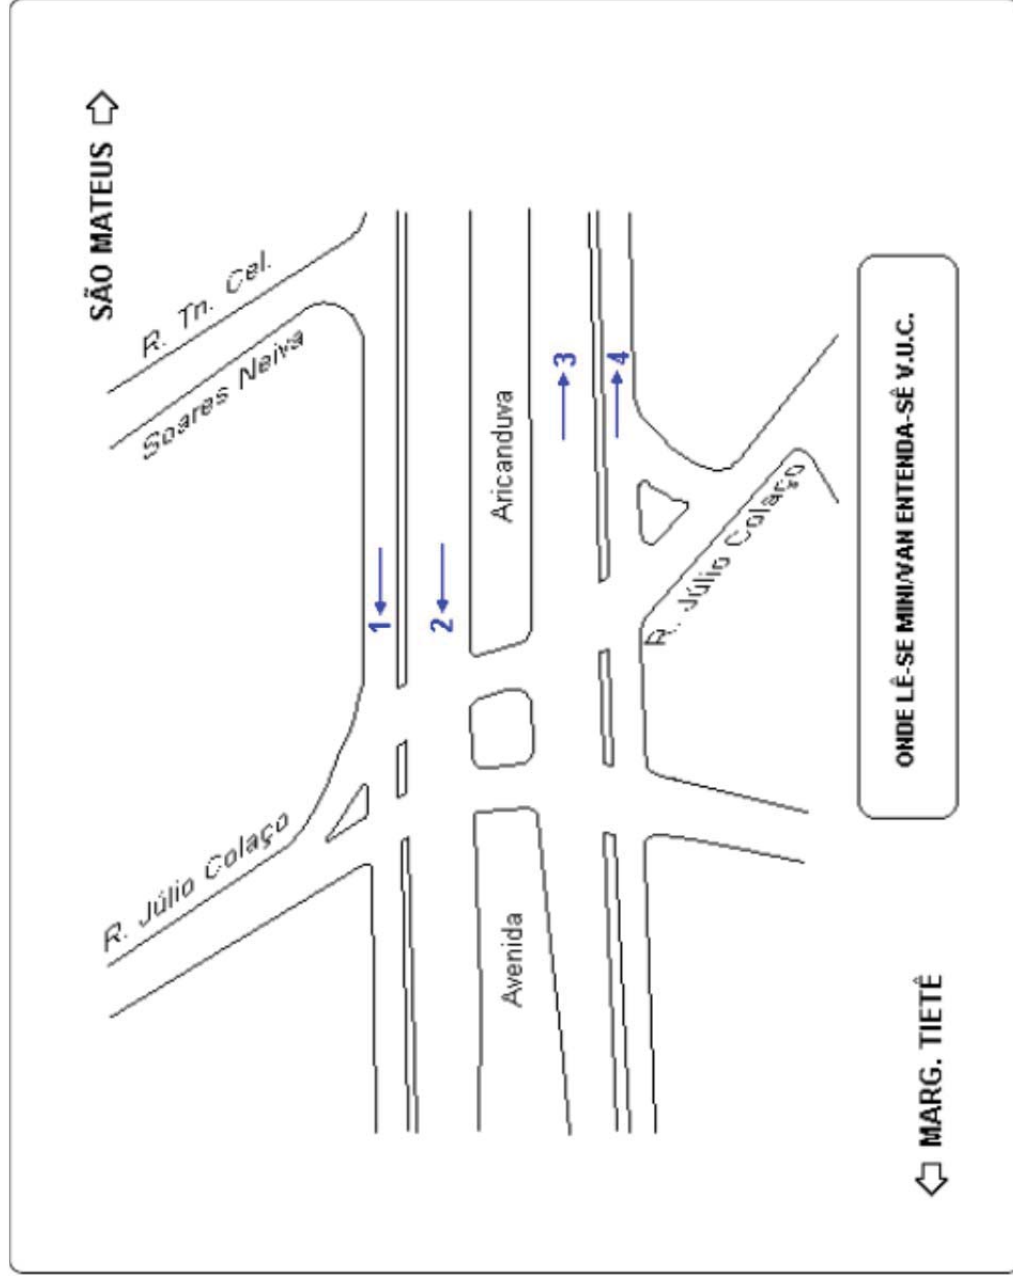 SÃO MATEUS
R. Tn. Cel.
Soares Neiva
R. Júlio Colaço
1
2
Avenida Aricanduva
3
4
R. Júlio Colaço
ONDE LÊ-SE MINI/VAN ENTENDA-SÊ V.U.C.
MARG. TIETÊ